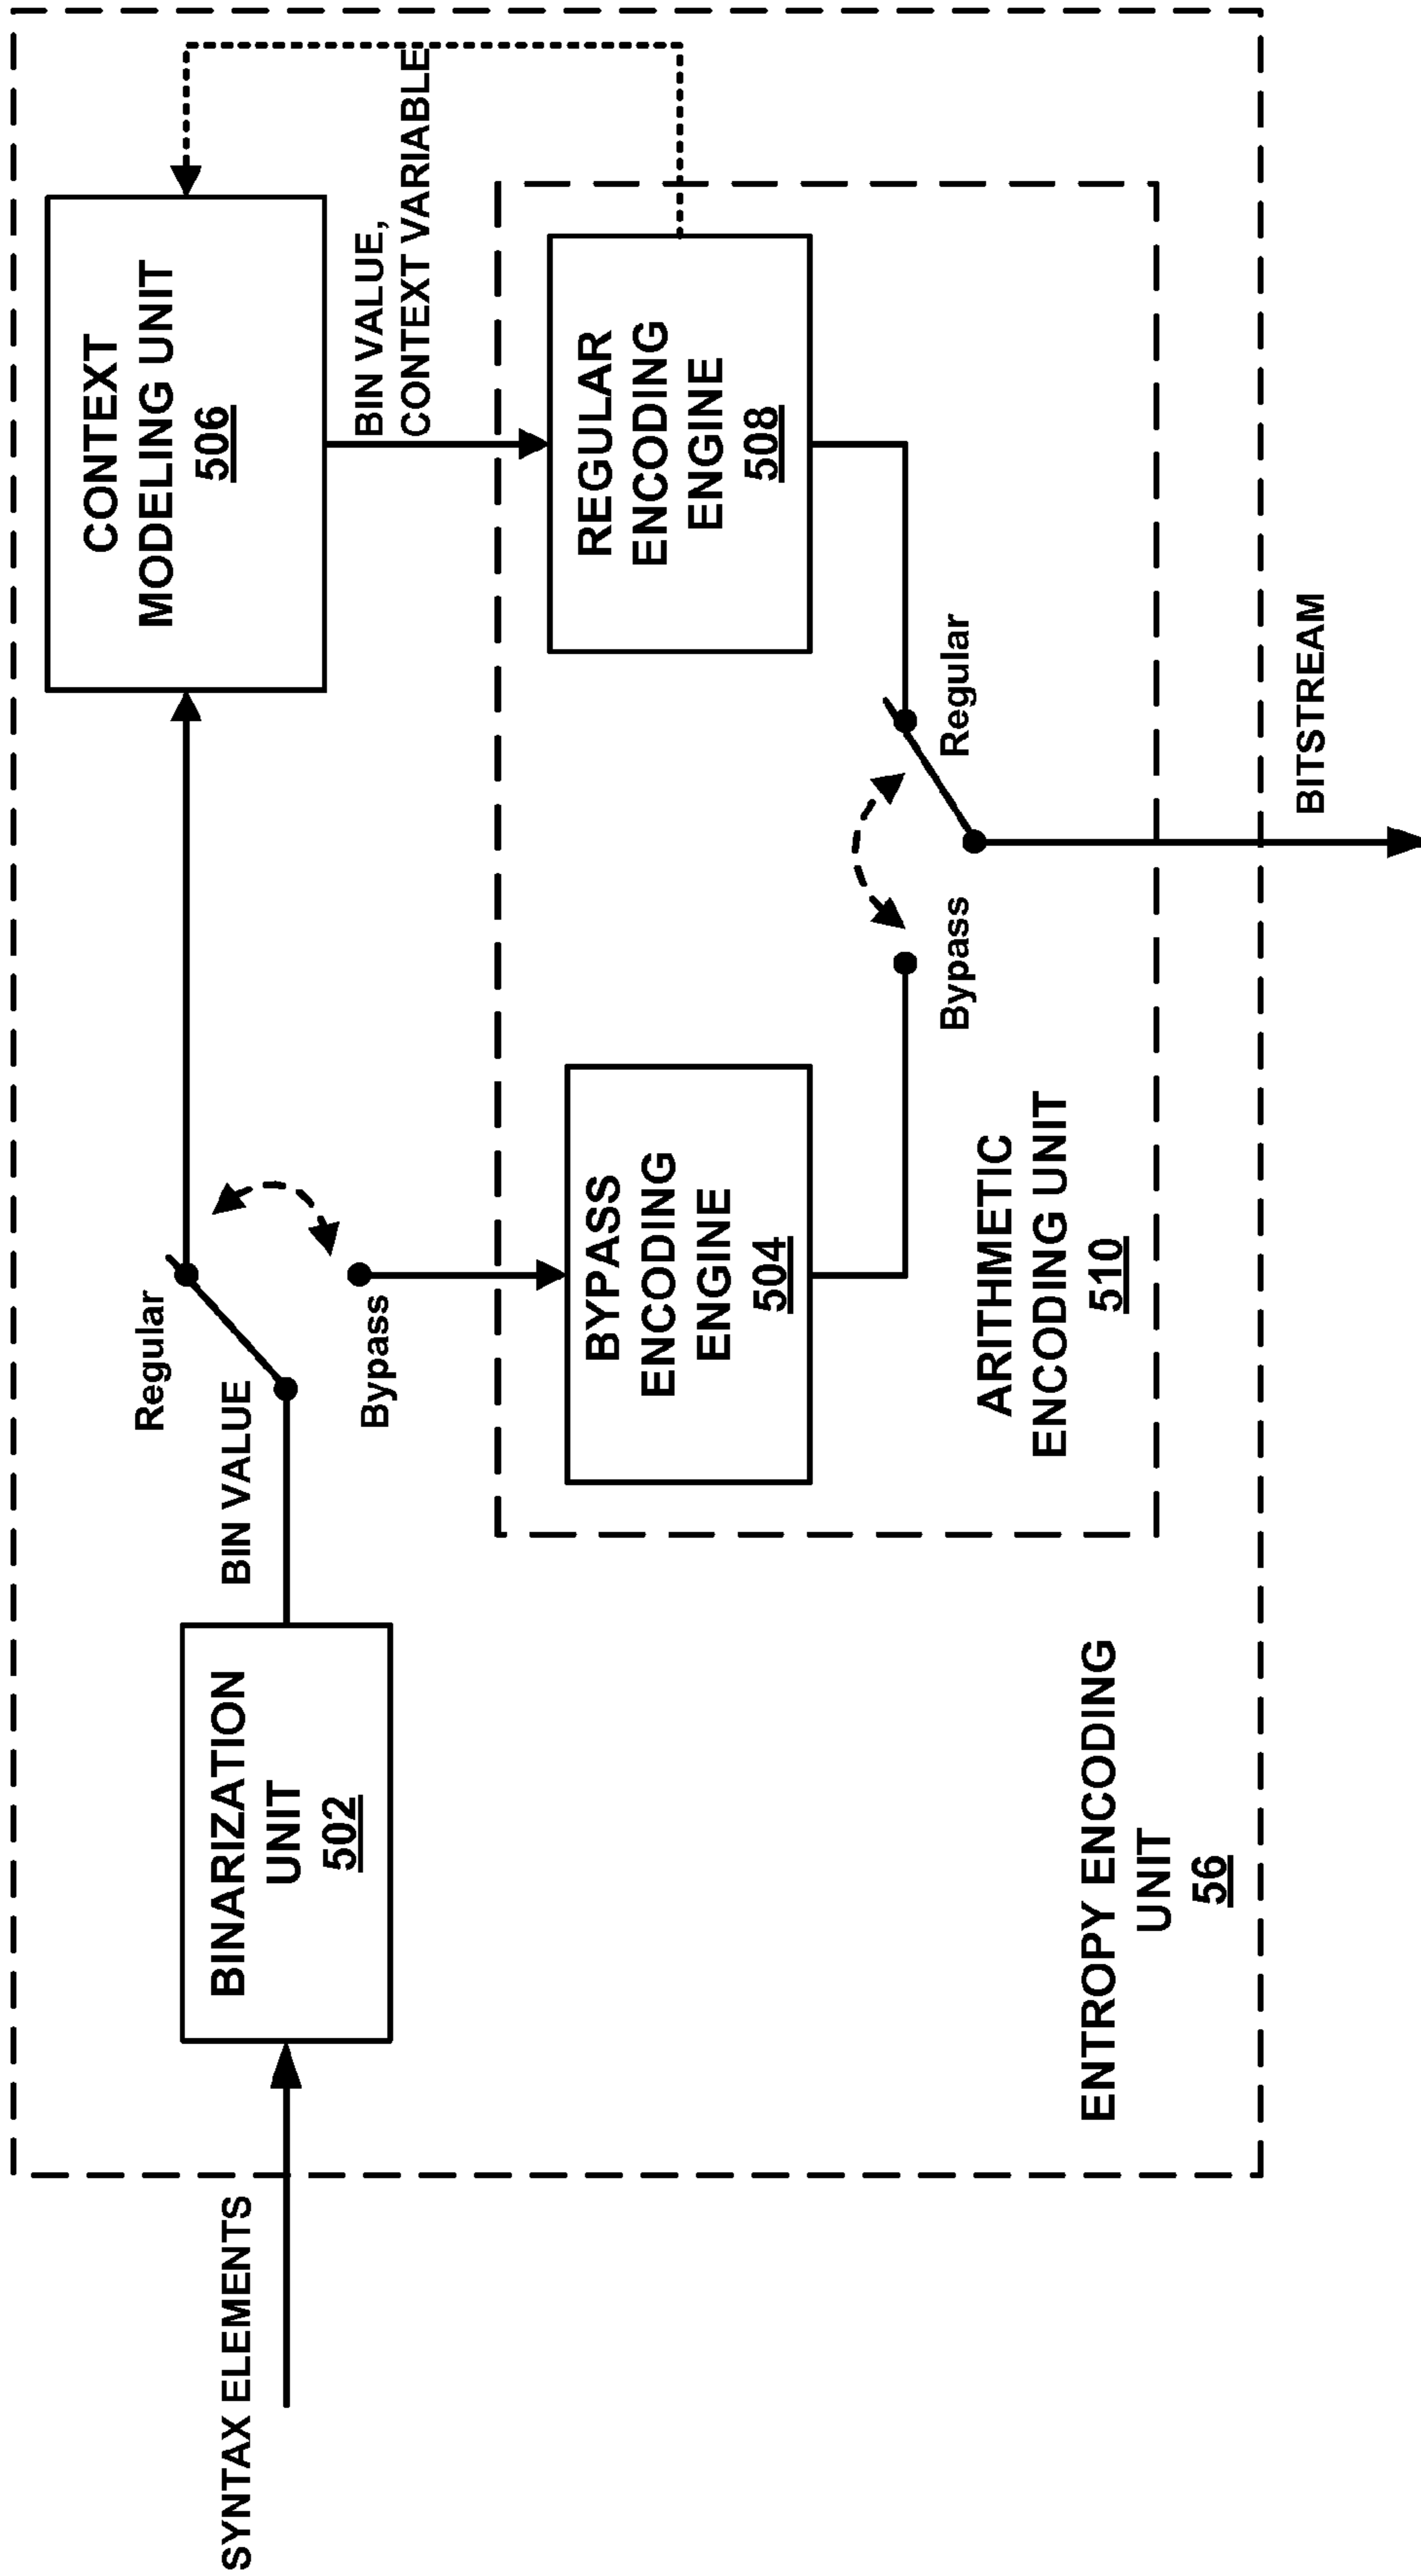 SYNTAX ELEMENTS
BINARIZATION
UNIT
502
BIN VALUE
Regular
Bypass
CONTEXT
MODELING UNIT
506
BIN VALUE,
CONTEXT VARIABLE
BYPASS
ENCODING
ENGINE
504
REGULAR
ENCODING
ENGINE
508
Bypass
Regular
ARITHMETIC
ENCODING UNIT
510
ENTROPY ENCODING
UNIT
56
BITSTREAM